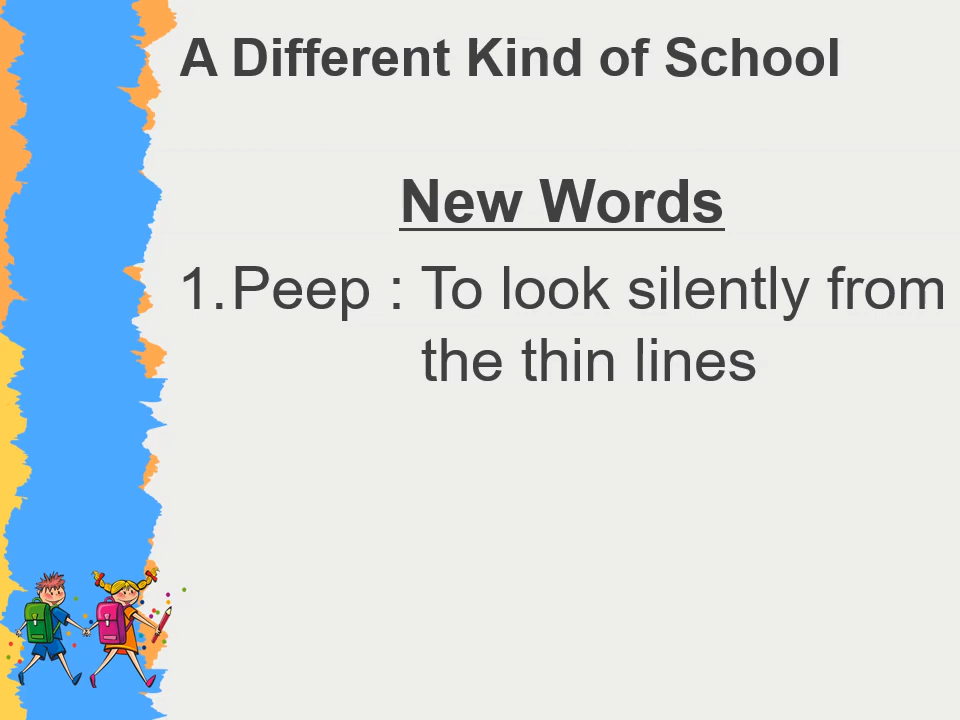 A Different Kind of School
New Words
1. Peep : To look silently from
the thin lines